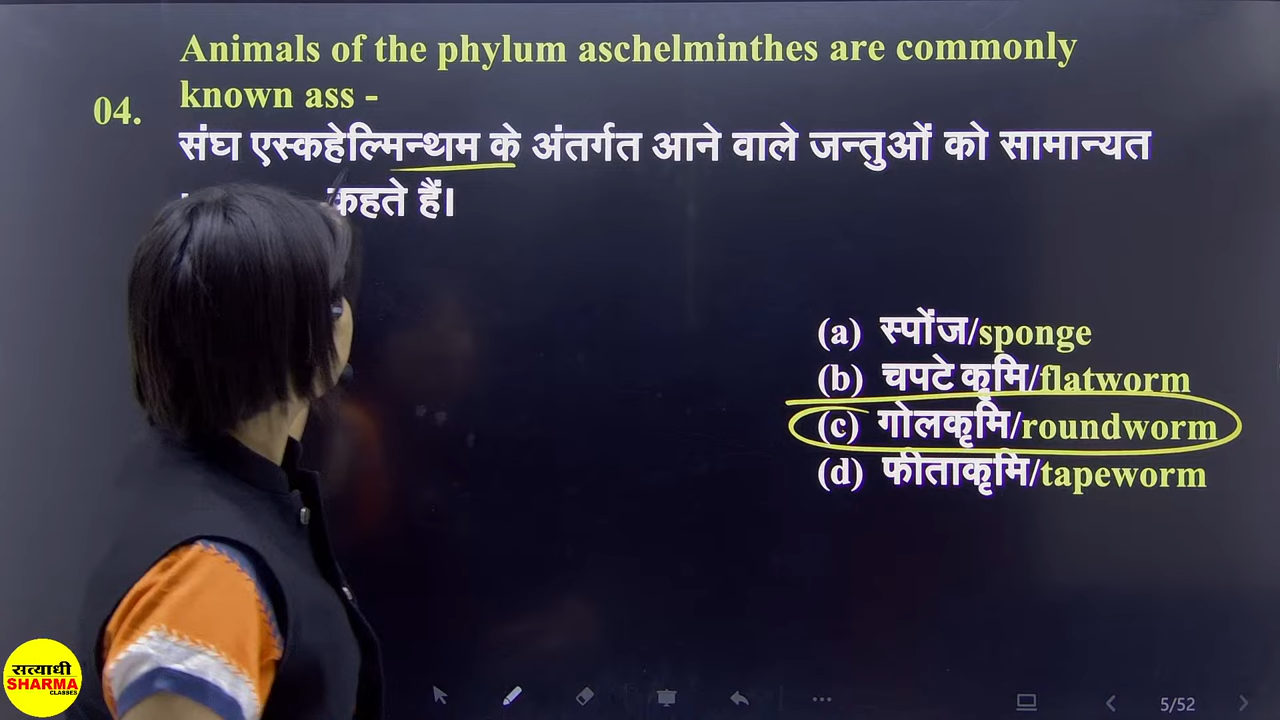 Animals of the phylum aschelminthes are commonly
04. known ass -
संघ एस्कहेल्मिन्थम के अंतर्गत आने वाले जन्तुओं को सामान्यत
कहते हैं।
(a) स्पोंज/sponge
(b) चपटे कृमि/flatworm
(c) गोलकृमि/roundworm
(d) फीताकृमि/tapeworm
सत्याधी
SHARMA
CLASSES
5/52